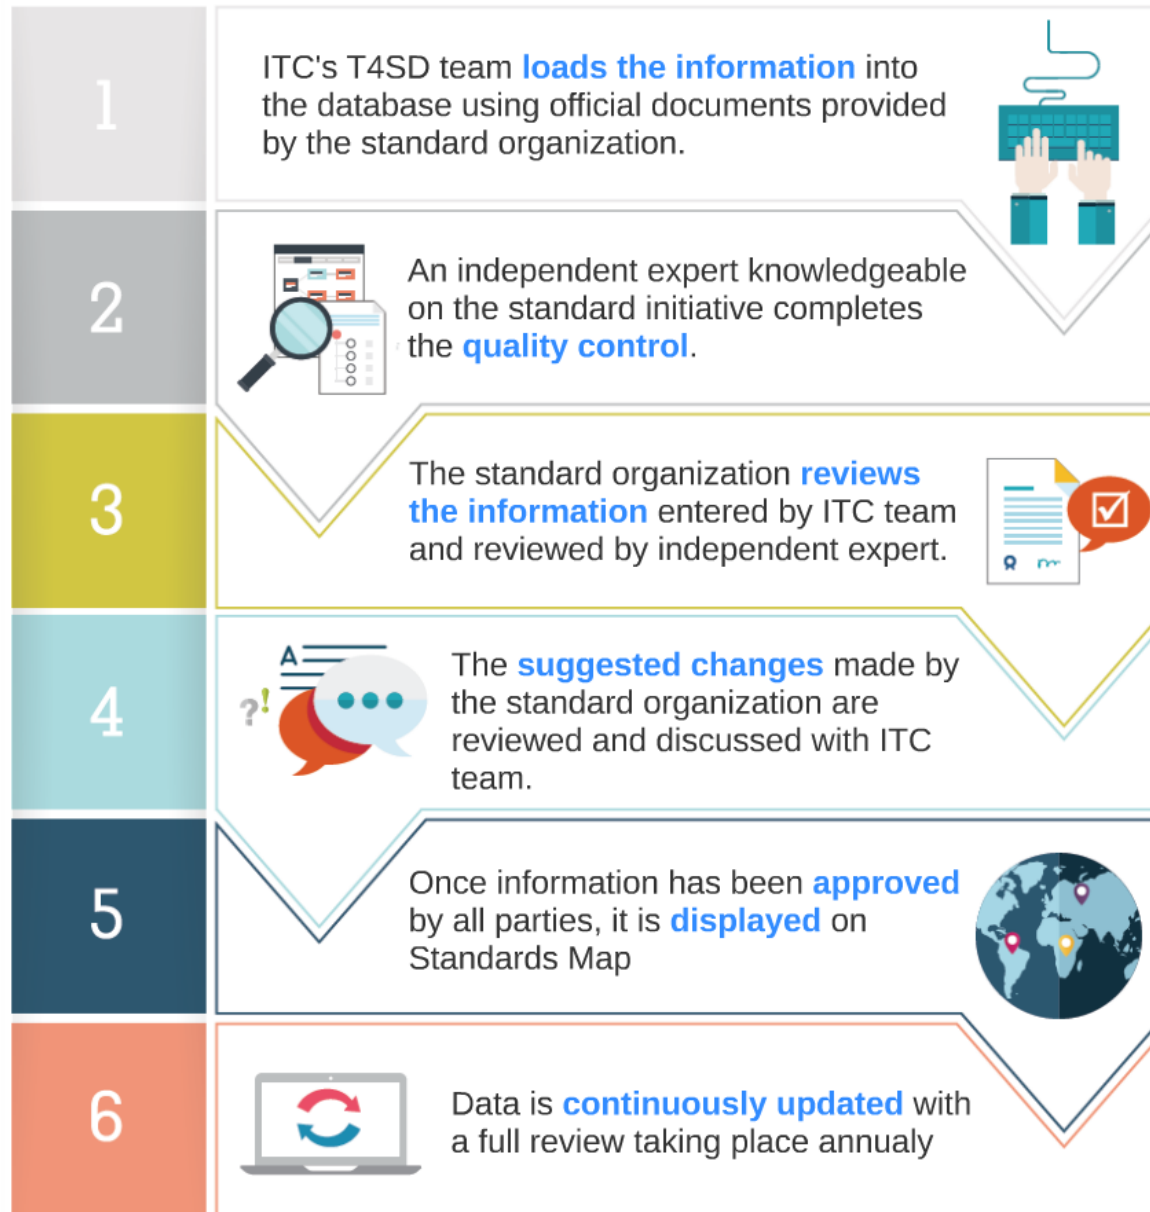 1
ITC's T4SD team loads the information into
the database using official documents provided
by the standard organization.
2
An independent expert knowledgeable
on the standard initiative completes
the quality control.
3
The standard organization reviews
the information entered by ITC team
and reviewed by independent expert.
4
A
?!
The suggested changes made by
the standard organization are
reviewed and discussed with ITC
team.
5
Once information has been approved
by all parties, it is displayed on
Standards Map
6
Data is continuously updated with
a full review taking place annualy